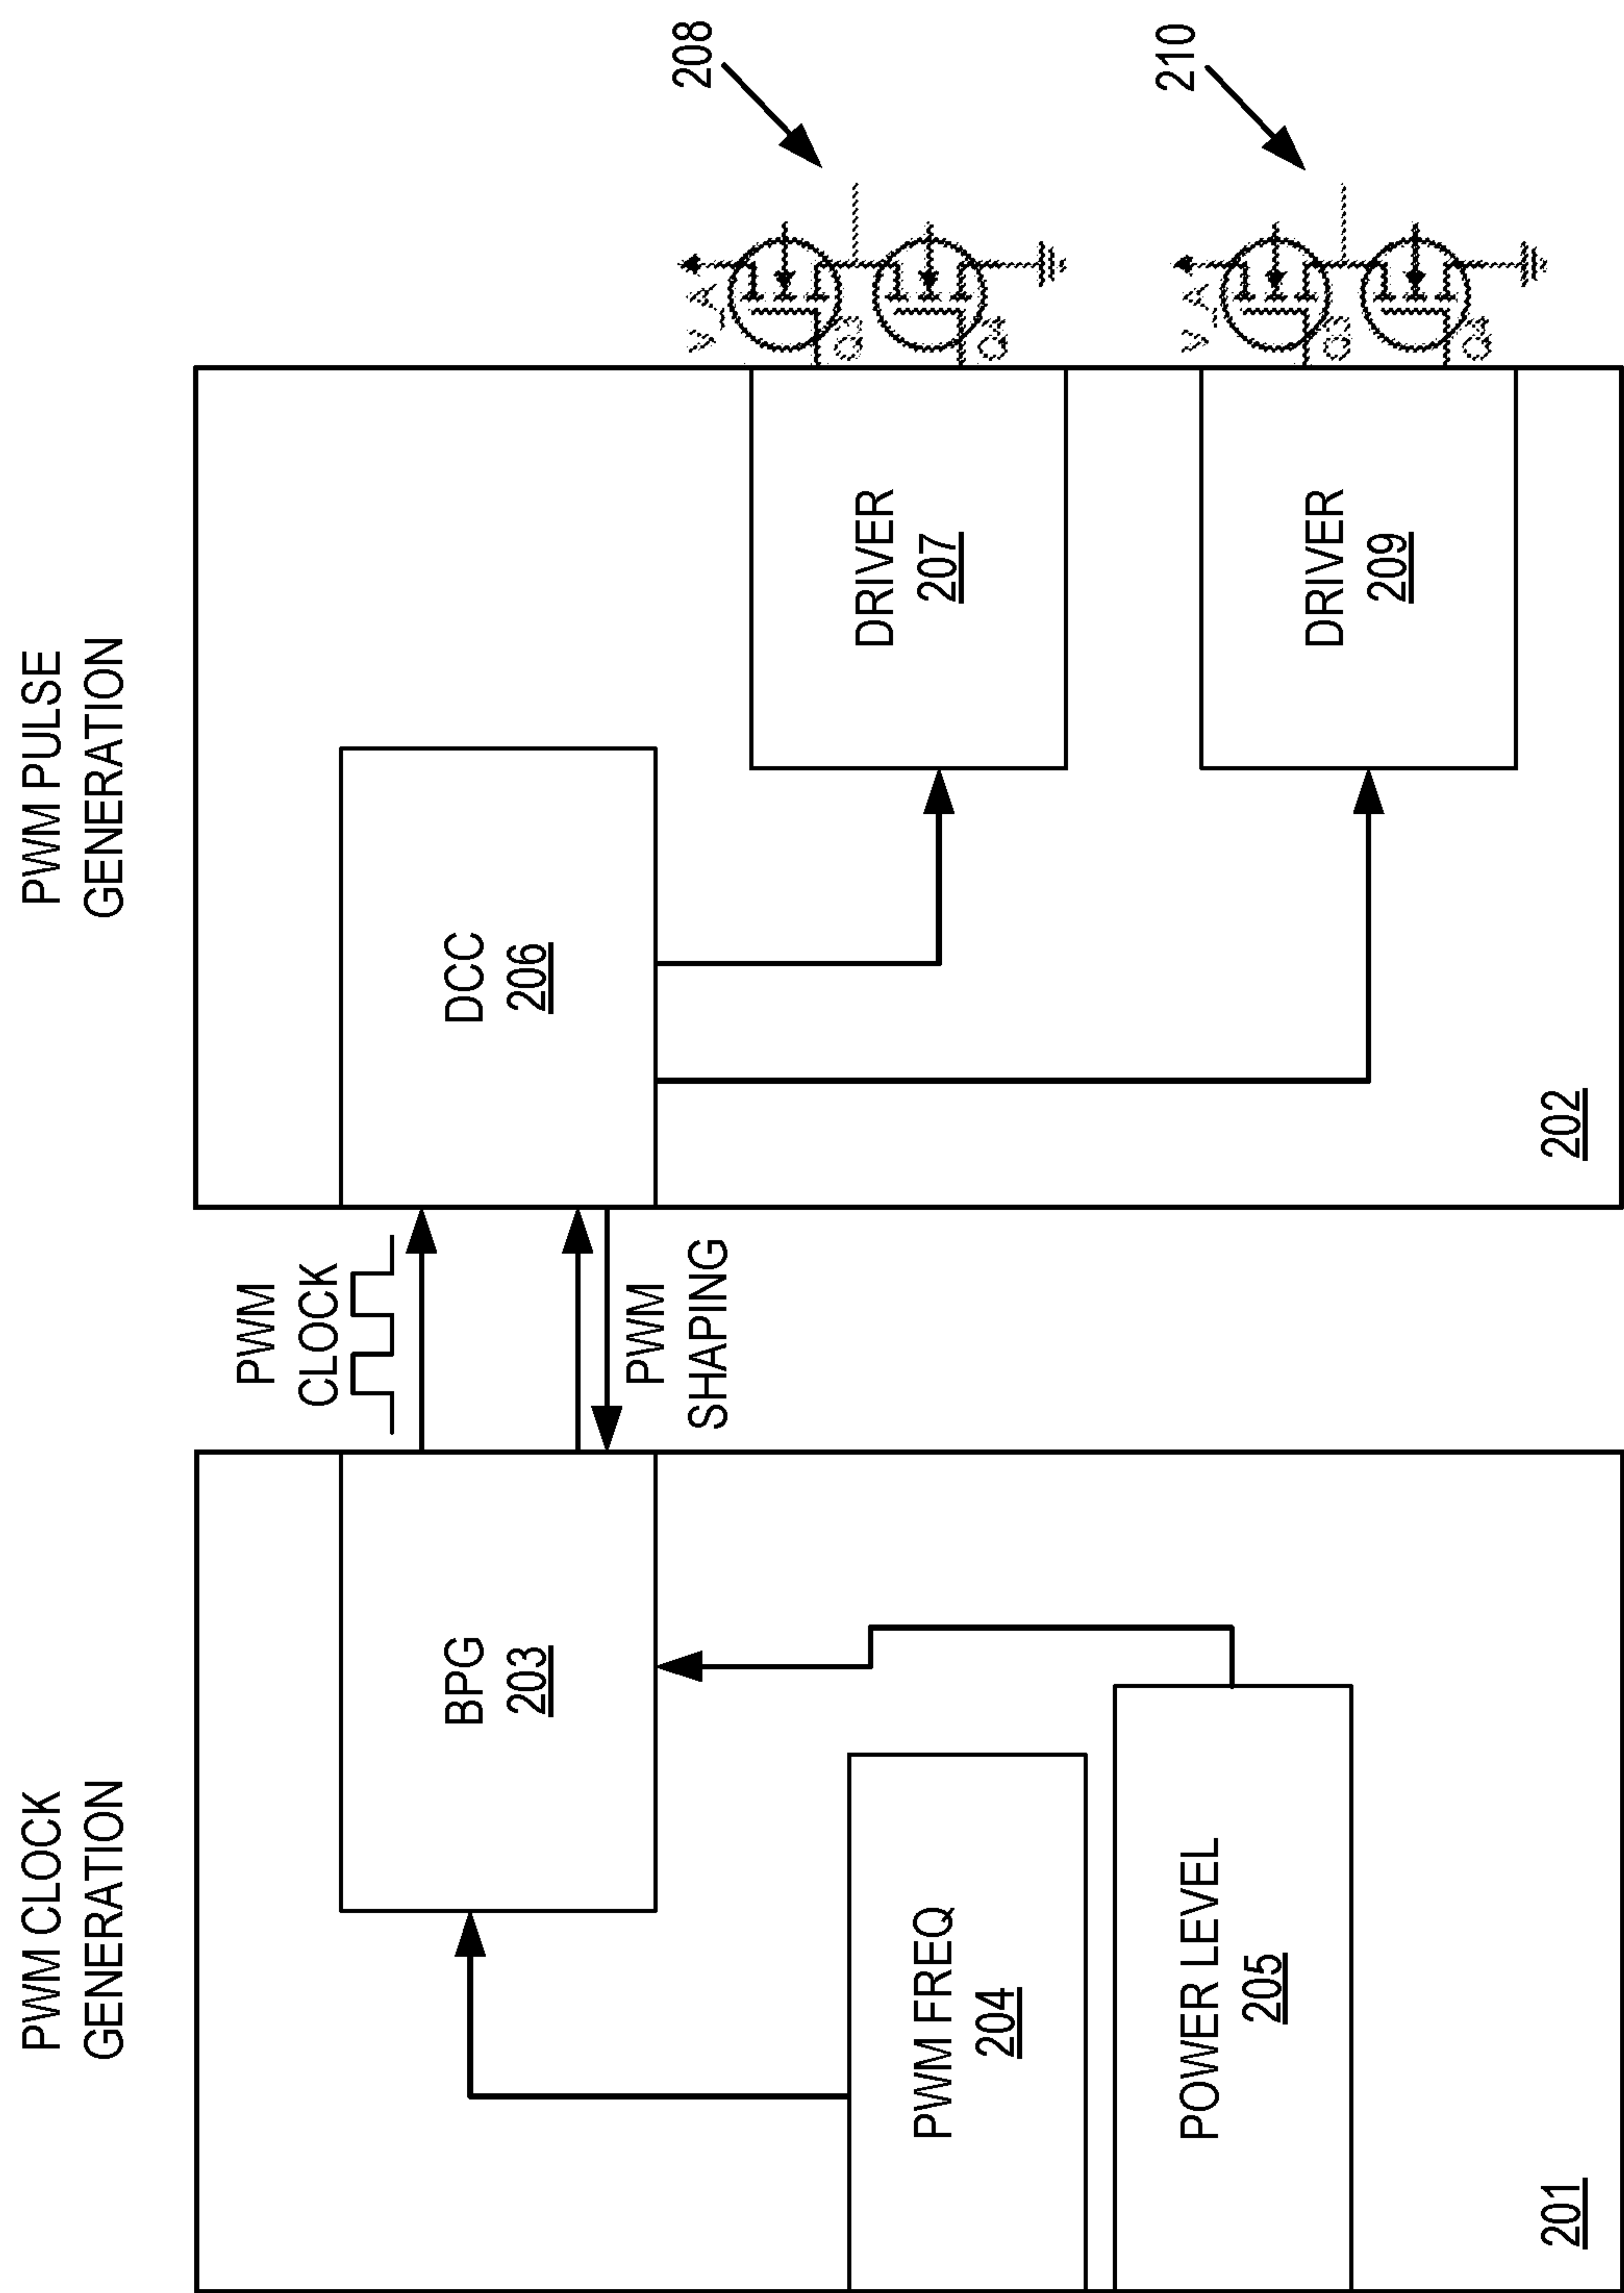 PWM CLOCK
GENERATION
PWM PULSE
GENERATION
BPG
203
PWM FREQ
204
POWER LEVEL
205
201
PWM
CLOCK
PWM
SHAPING
DCC
206
DRIVER
207
DRIVER
209
202
208
210